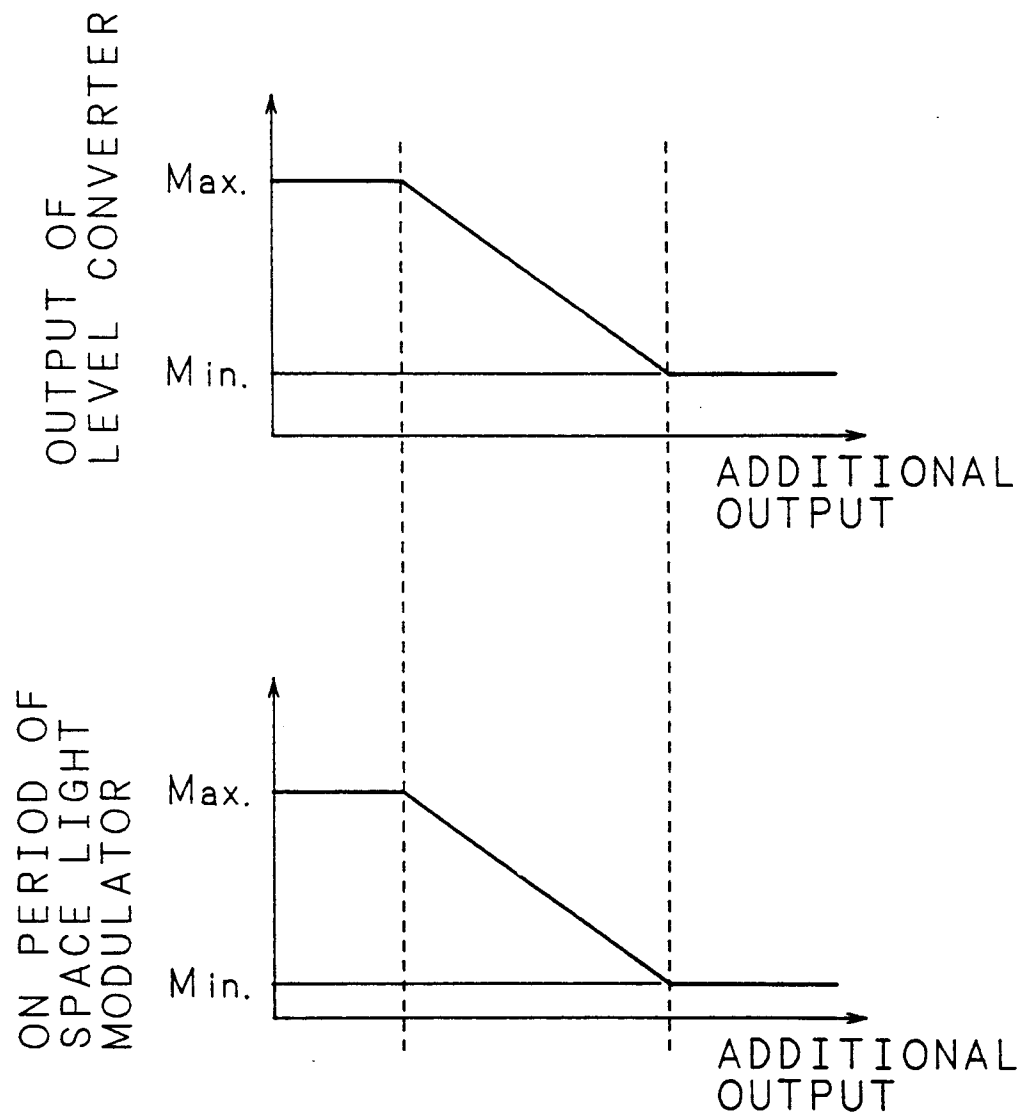 OUTPUT OF
LEVEL CONVERTER
Max.
Min.
ADDITIONAL
OUTPUT
ON PERIOD OF
SPACE LIGHT
MODULATOR
Max.
Min.
ADDITIONAL
OUTPUT